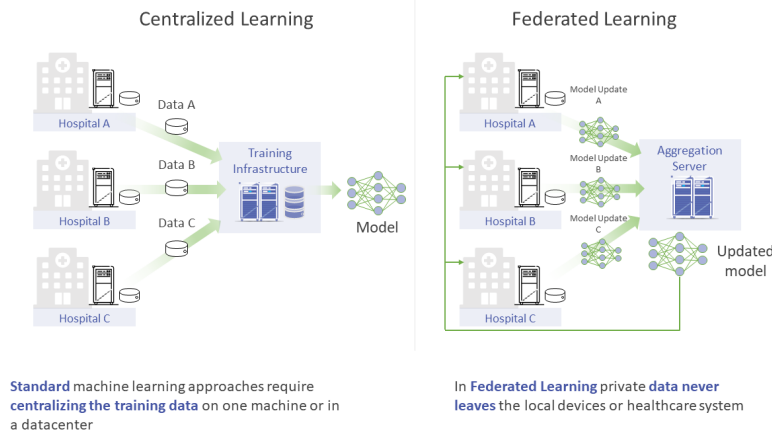 Centralized Learning
Data A
Hospital A
Data B
Hospital B
Data C
Hospital C
Training
Infrastructure
Model
Standard machine learning approaches require
centralizing the training data on one machine or in
a datacenter
Federated Learning
Model Update
A
Hospital A
Model Update
B
Hospital B
Model Update
C
Hospital C
Aggregation
Server
Updated
model
In Federated Learning private data never
leaves the local devices or healthcare system